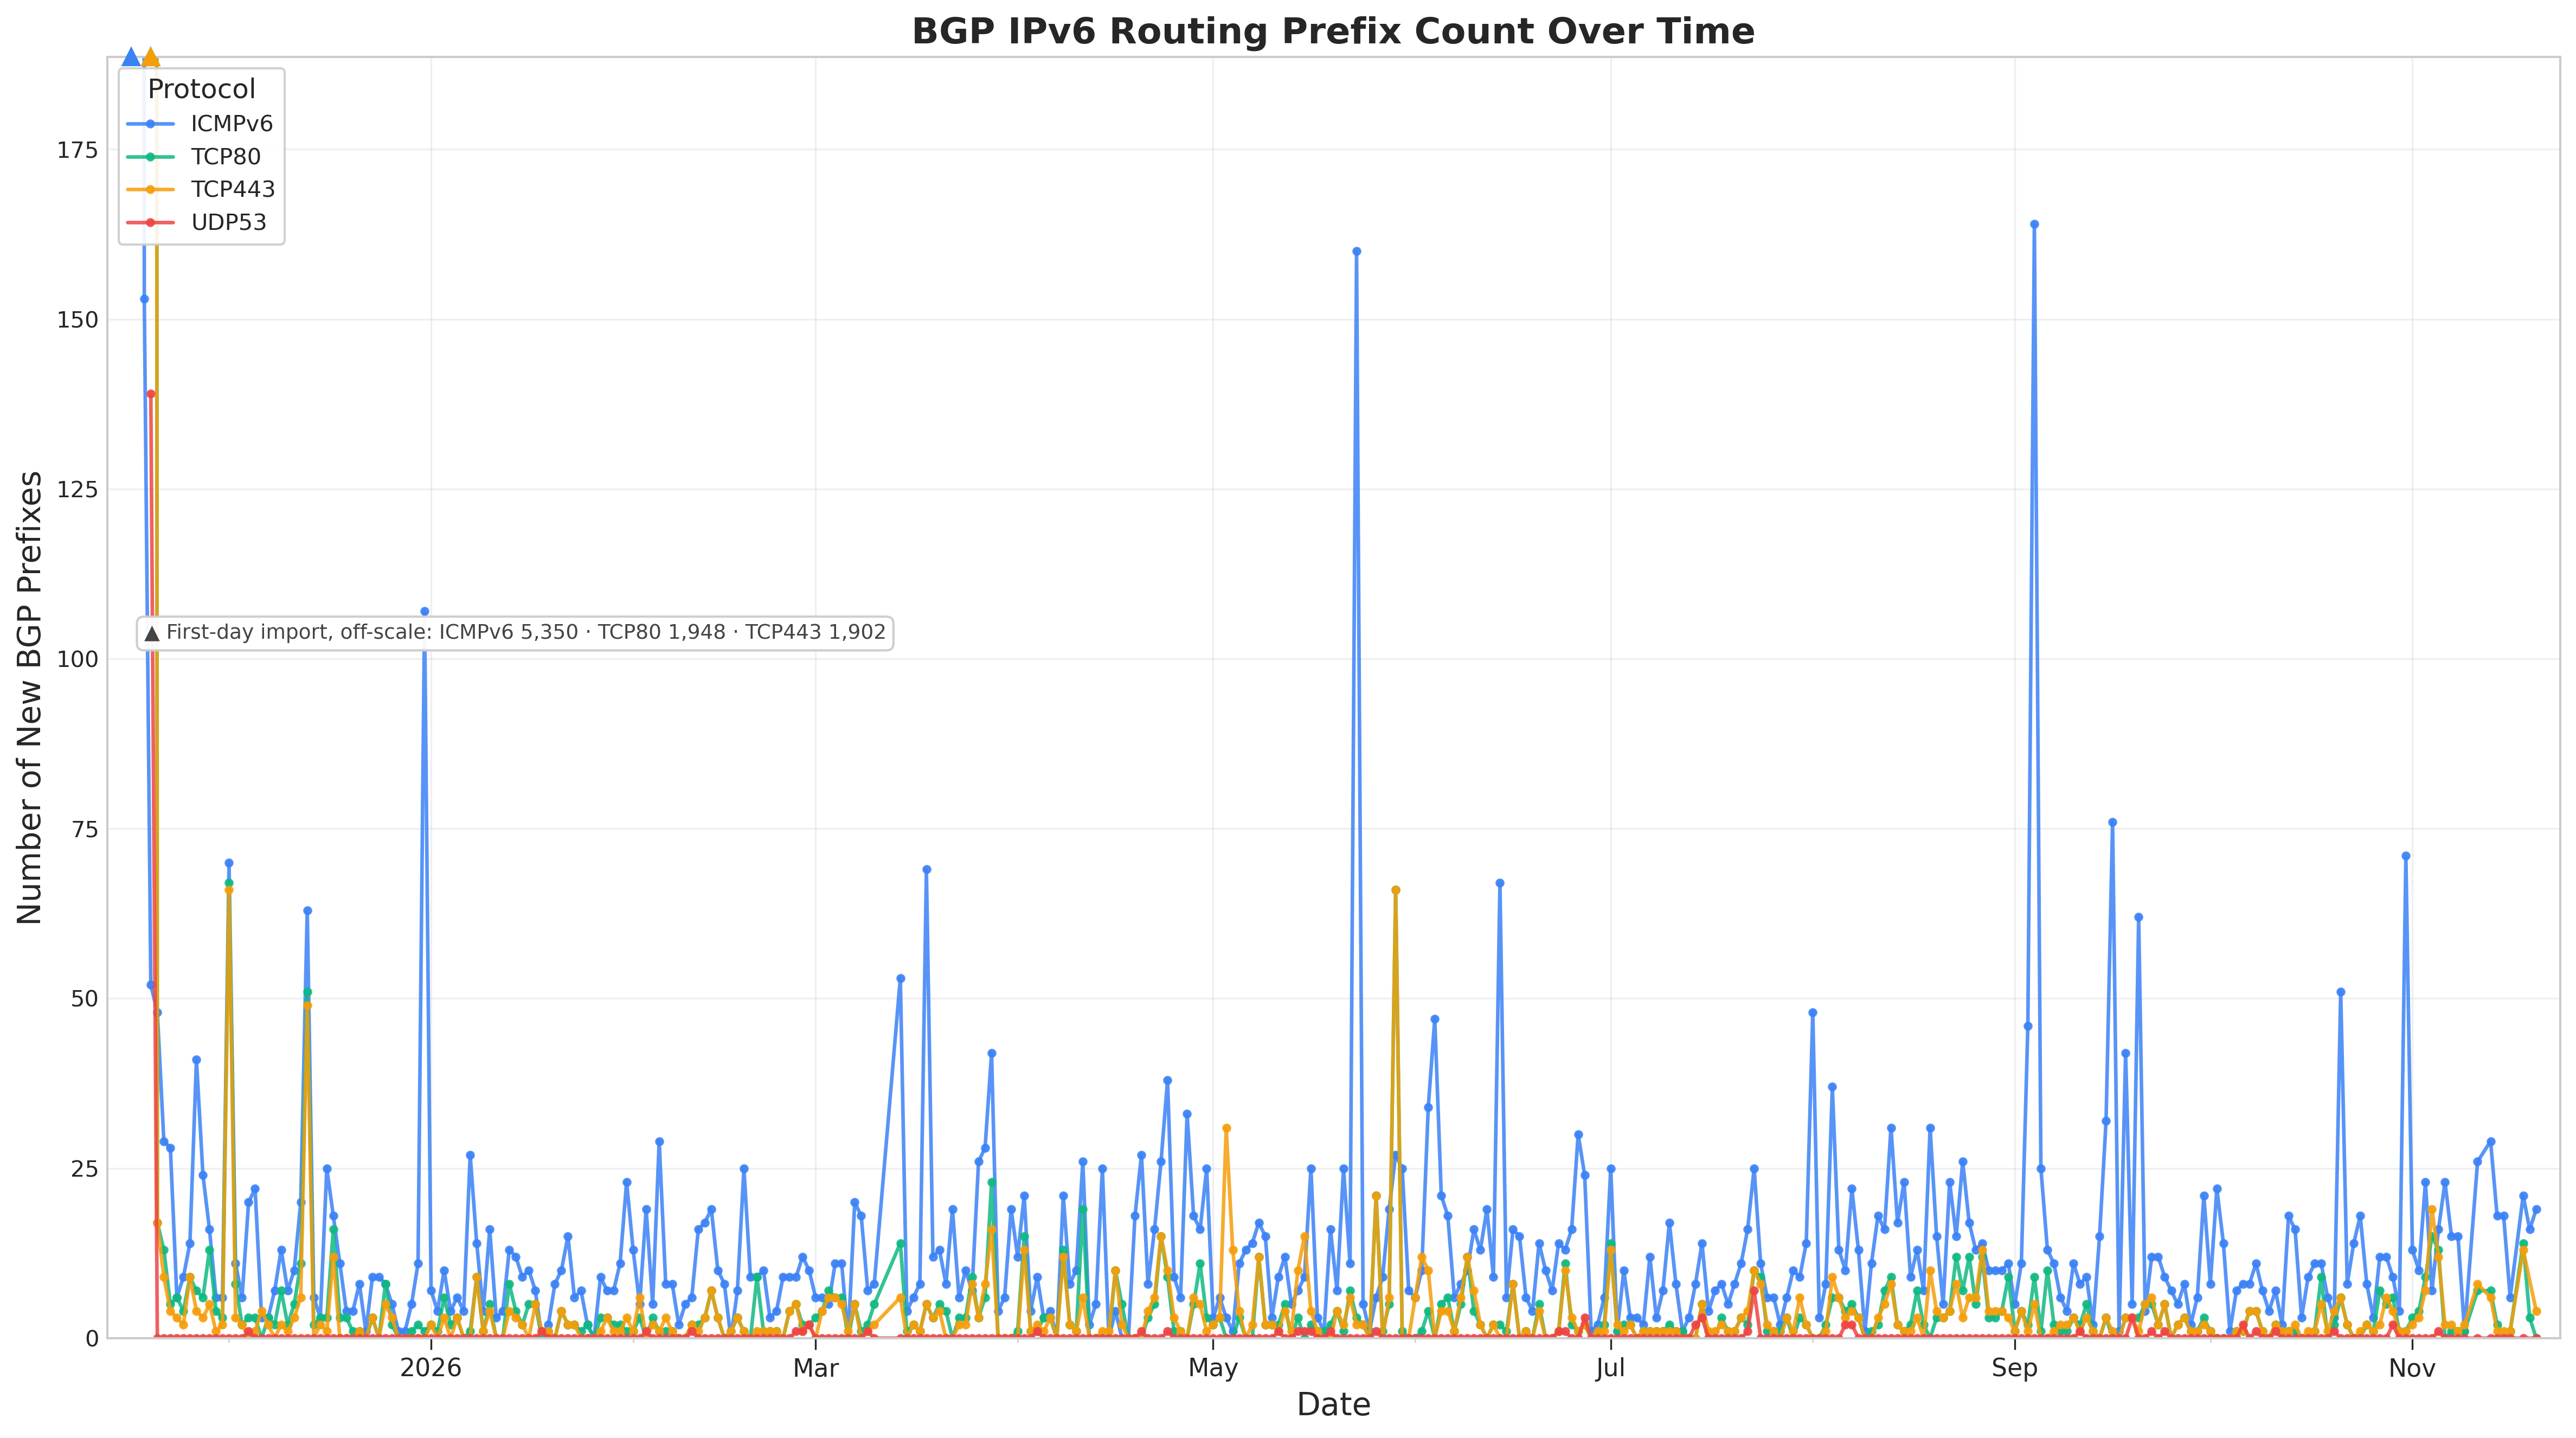 BGP IPv6 Routing Prefix Count Over Time
Protocol
ICMPv6
TCP80
TCP443
UDP53
Number of New BGP Prefixes
175
150
125
100
75
50
25
0
▲ First-day import, off-scale: ICMPv6 5,350 · TCP80 1,948 · TCP443 1,902
2026
Mar
May
Jul
Sep
Nov
Date